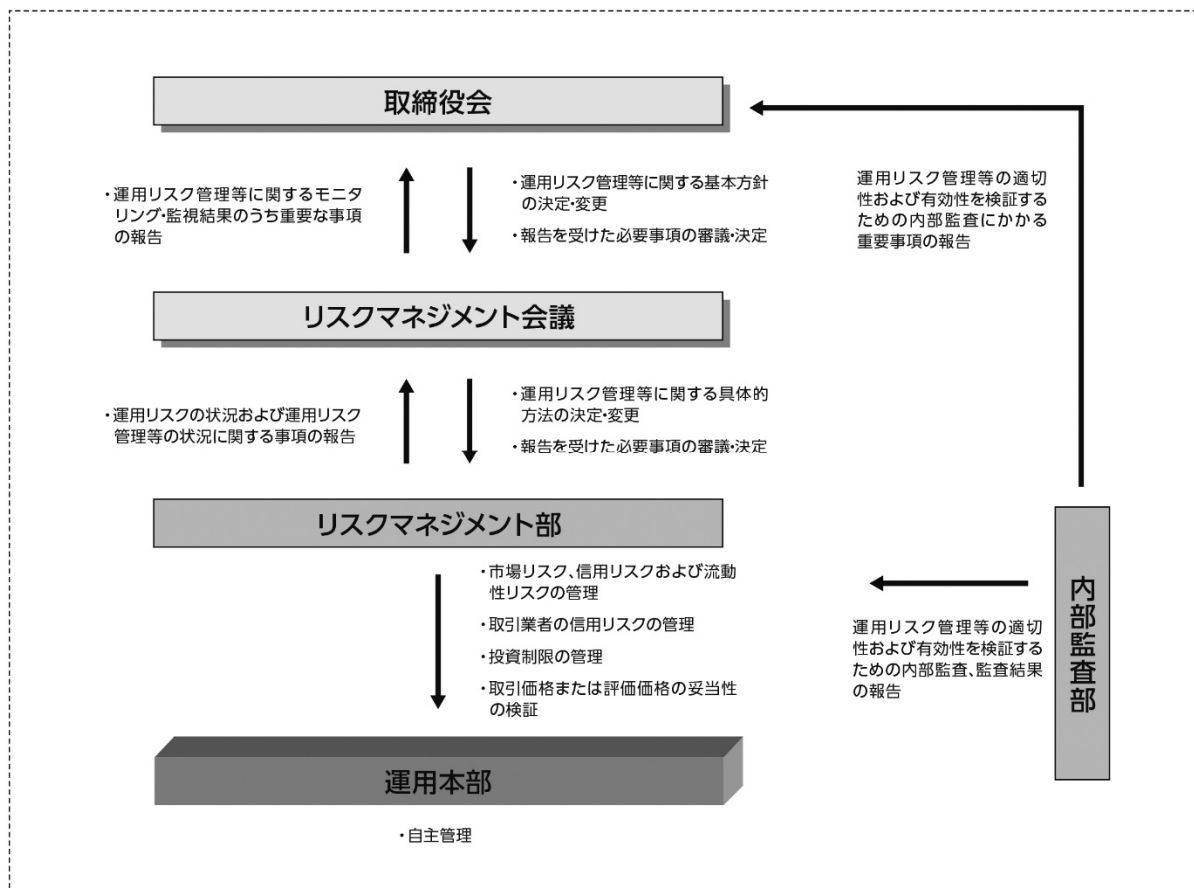 取締役会
・運用リスク管理等に関するモニ
タリング・監視結果のうち重要な事項
の報告
・運用リスク管理等に関する基本方針
の決定・変更
・報告を受けた必要事項の審議・決定
運用リスク管理等の適切
性および有効性を検証す
るための内部監査にかかる
重要事項の報告
リスクマネジメント会議
・運用リスクの状況および運用リスク
管理等の状況に関する事項の報告
・運用リスク管理等に関する具体的
方法の決定・変更
・報告を受けた必要事項の審議・決定
リスクマネジメント部
・市場リスク、信用リスクおよび流動
性リスクの管理
・取引業者の信用リスクの管理
・投資制限の管理
・取引価格または評価価格の妥当性
の検証
運用リスク管理等の適切
性および有効性を検証する
ための内部監査、監査結果
の報告
内部監査部
運用本部
・自主管理